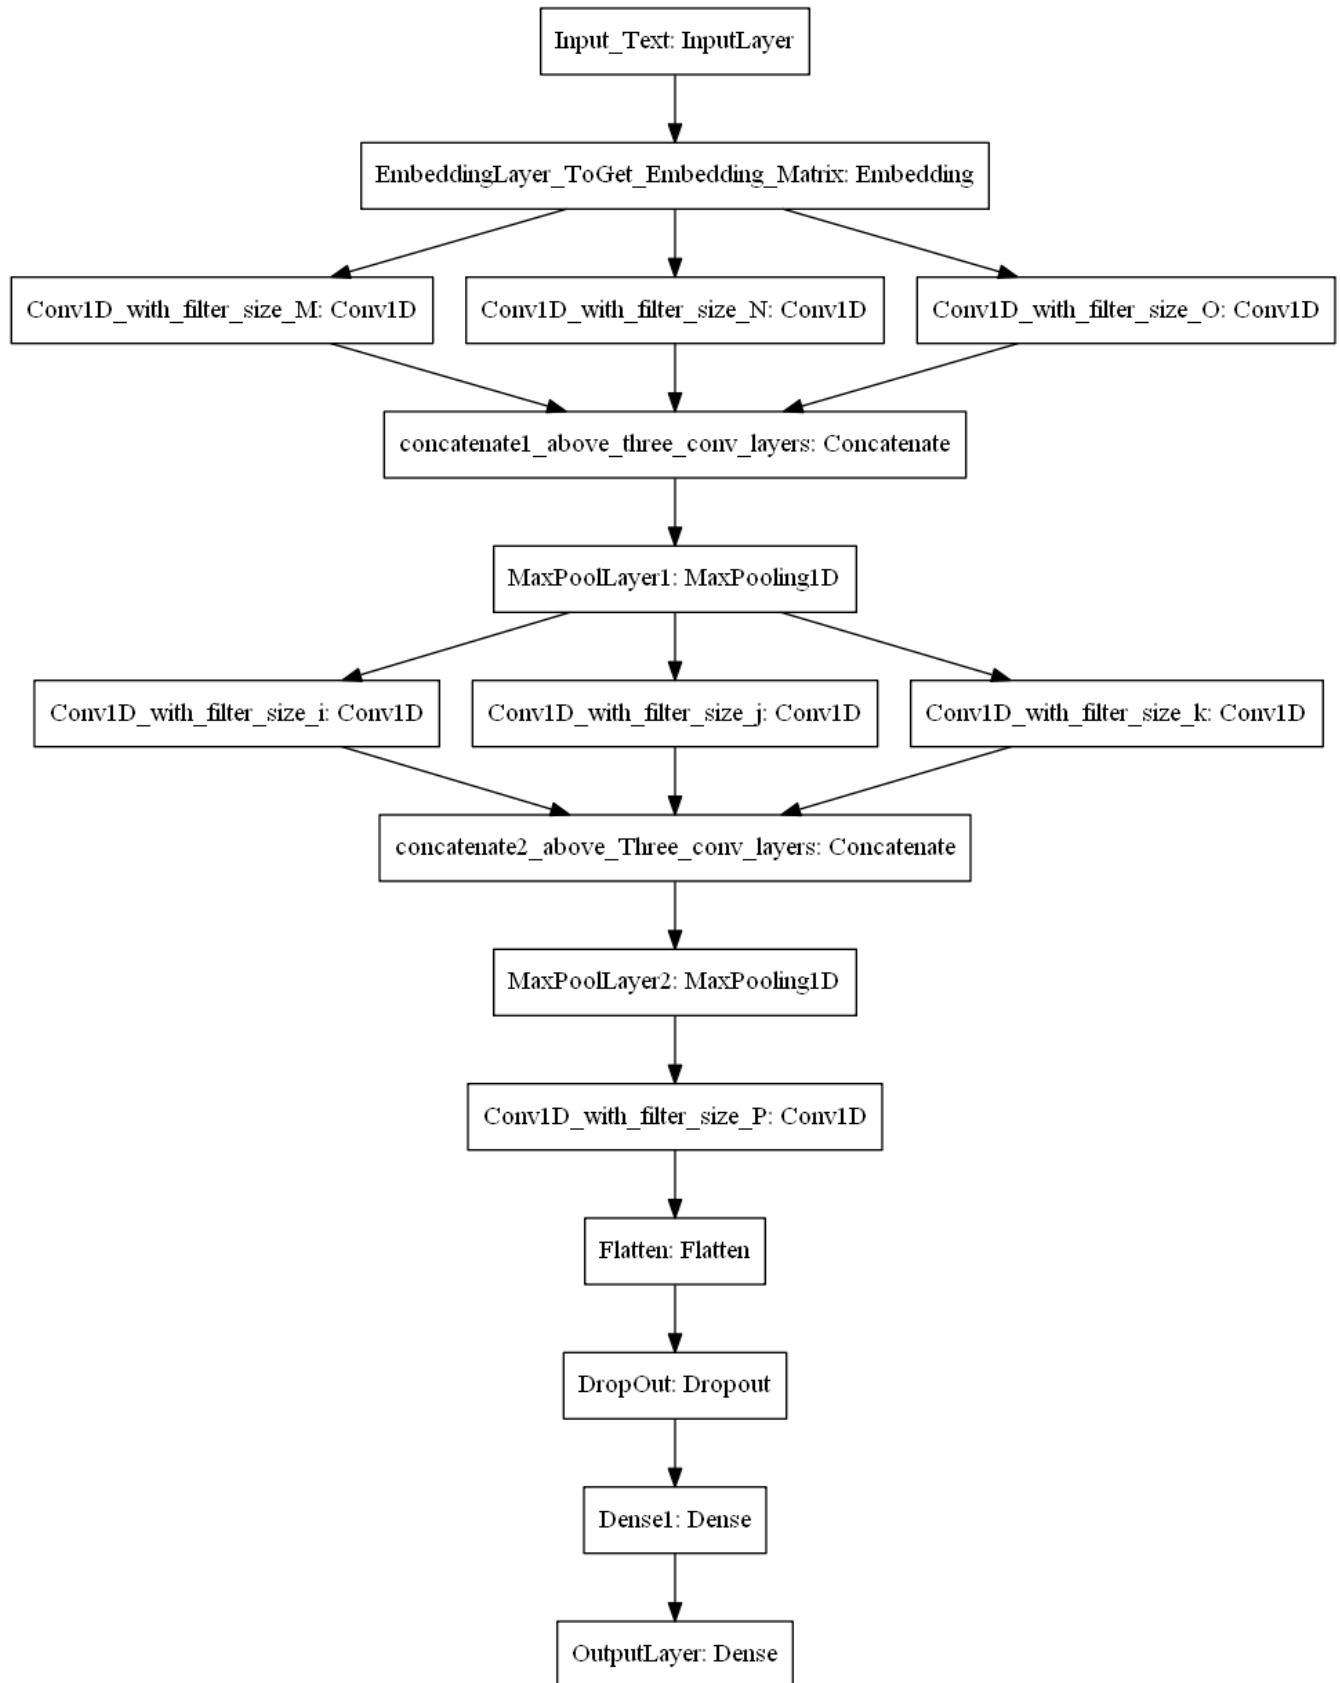 Input_Text: InputLayer
EmbeddingLayer_ToGet_Embedding_Matrix: Embedding
Conv1D_with_filter_size_M: Conv1D
Conv1D_with_filter_size_N: Conv1D
Conv1D_with_filter_size_O: Conv1D
concatenate1_above_three_conv_layers: Concatenate
MaxPoolLayer1: MaxPooling1D
Conv1D_with_filter_size_i: Conv1D
Conv1D_with_filter_size_j: Conv1D
Conv1D_with_filter_size_k: Conv1D
concatenate2_above_Three_conv_layers: Concatenate
MaxPoolLayer2: MaxPooling1D
Conv1D_with_filter_size_P: Conv1D
Flatten: Flatten
DropOut: Dropout
Dense1: Dense
OutputLayer: Dense